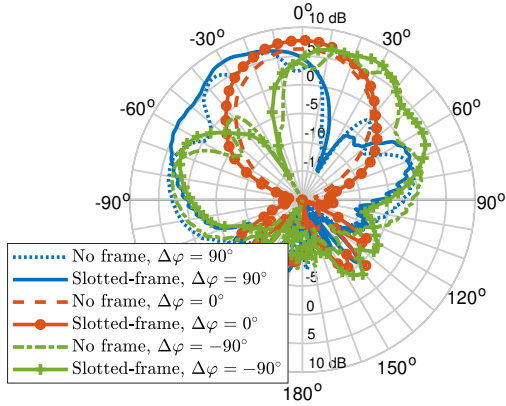 0°
10 dB
-30°
30°
5
0
-60°
60°
-5
-10
-1
-90°
90°
No frame, Δφ = 90°
Slotted-frame, Δφ = 90°
No frame, Δφ = 0°
Slotted-frame, Δφ = 0°
No frame, Δφ = −90°
Slotted-frame, Δφ = −90°
-5
0
5
10 dB
120°
150°
180°